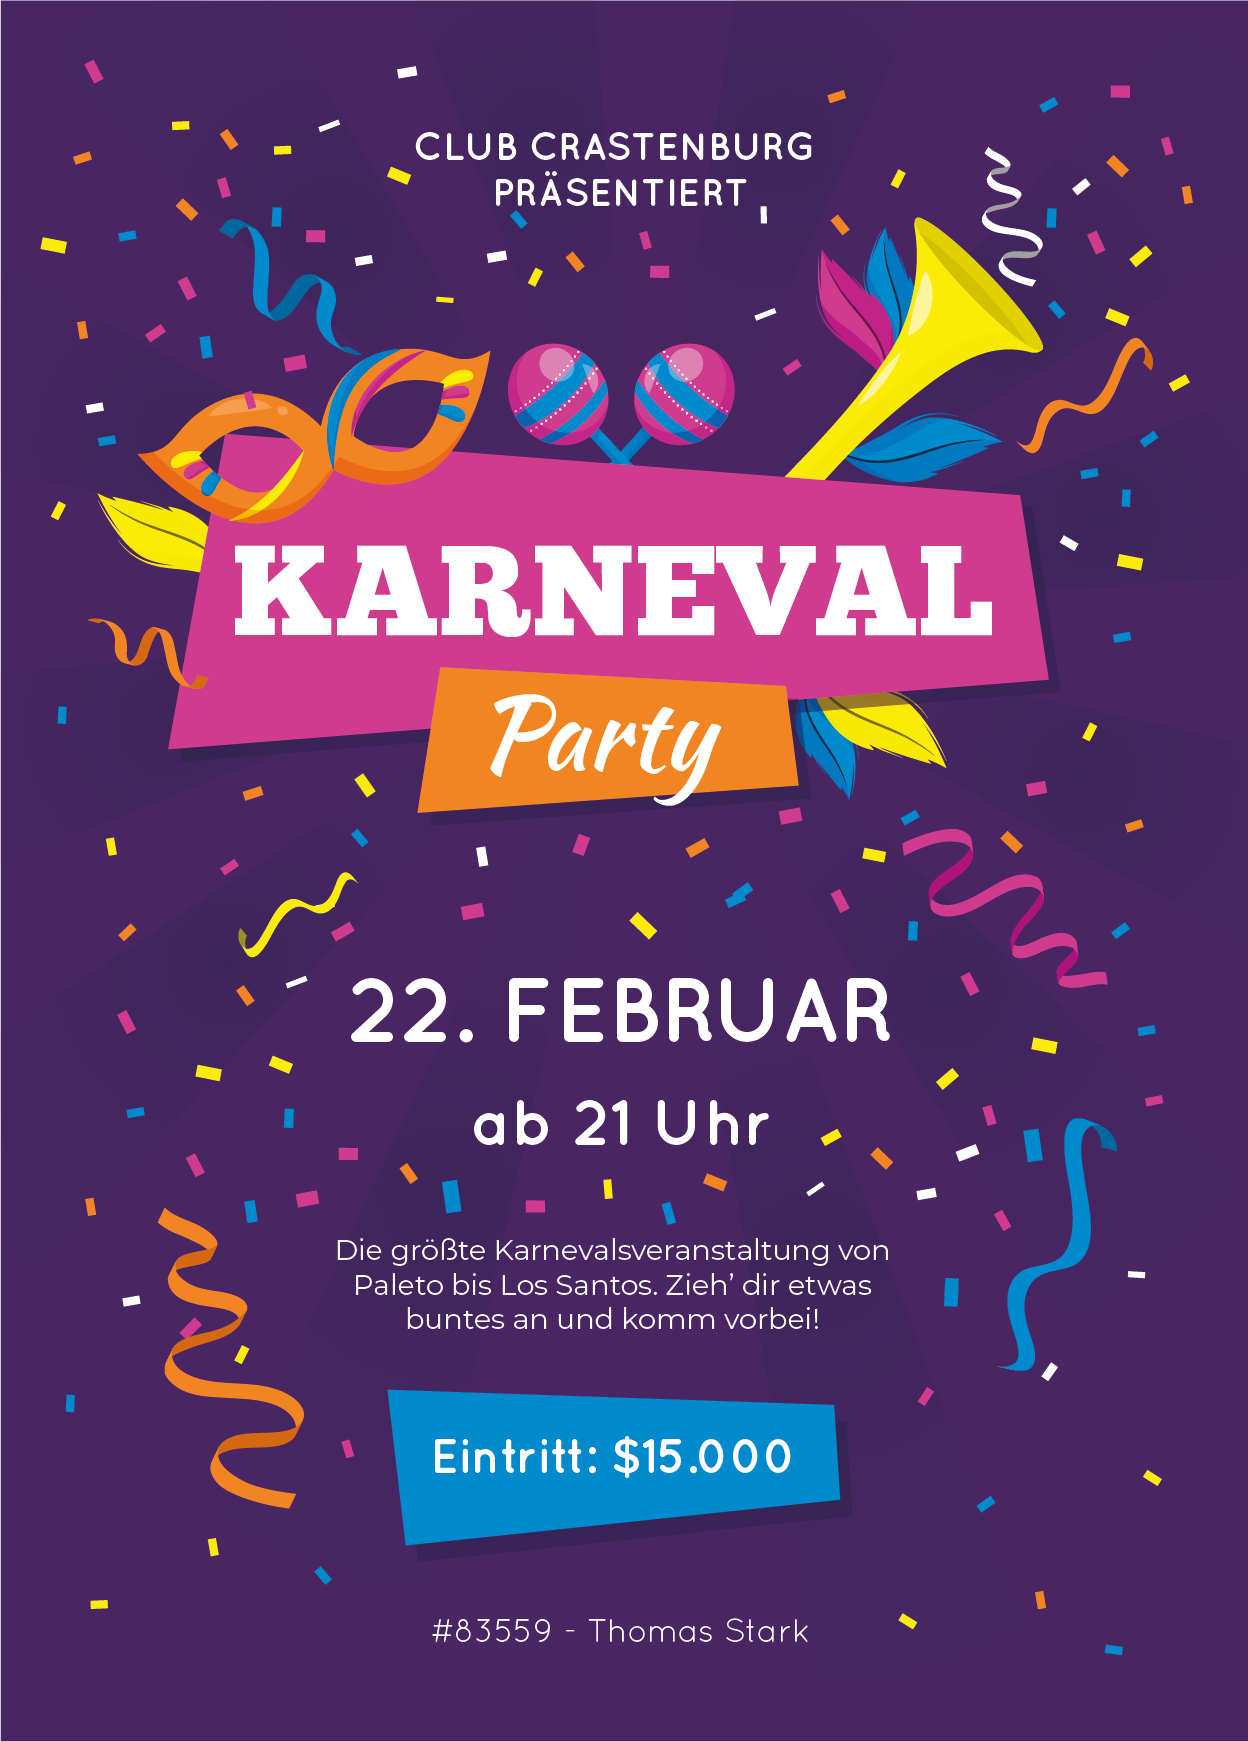 CLUB CRASTENBURG
PRÄSENTIERT
KARNEVAL
Party
22. FEBRUAR
ab 21 Uhr
Die größte Karnevalsveranstaltung von
Paleto bis Los Santos. Zieh’ dir etwas
buntes an und komm vorbei!
Eintritt: $15.000
#83559 - Thomas Stark